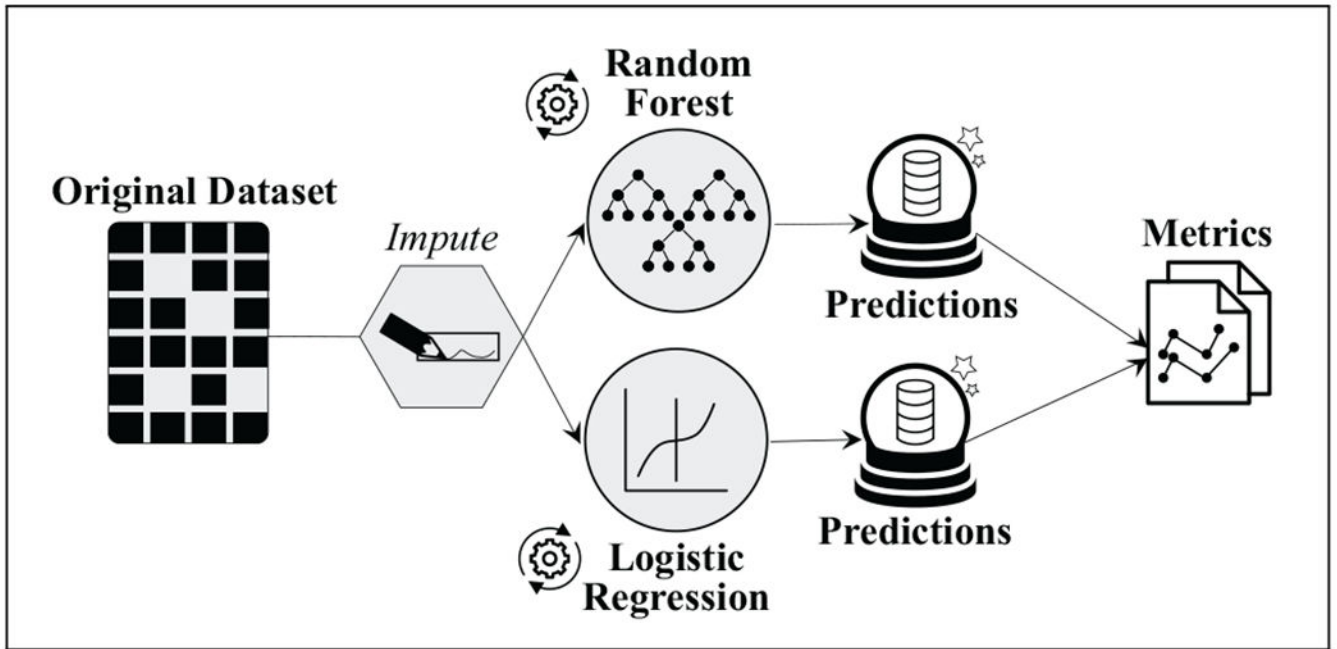 Random
Forest
Original Dataset
Impute
Predictions
Metrics
Logistic
Regression
Predictions